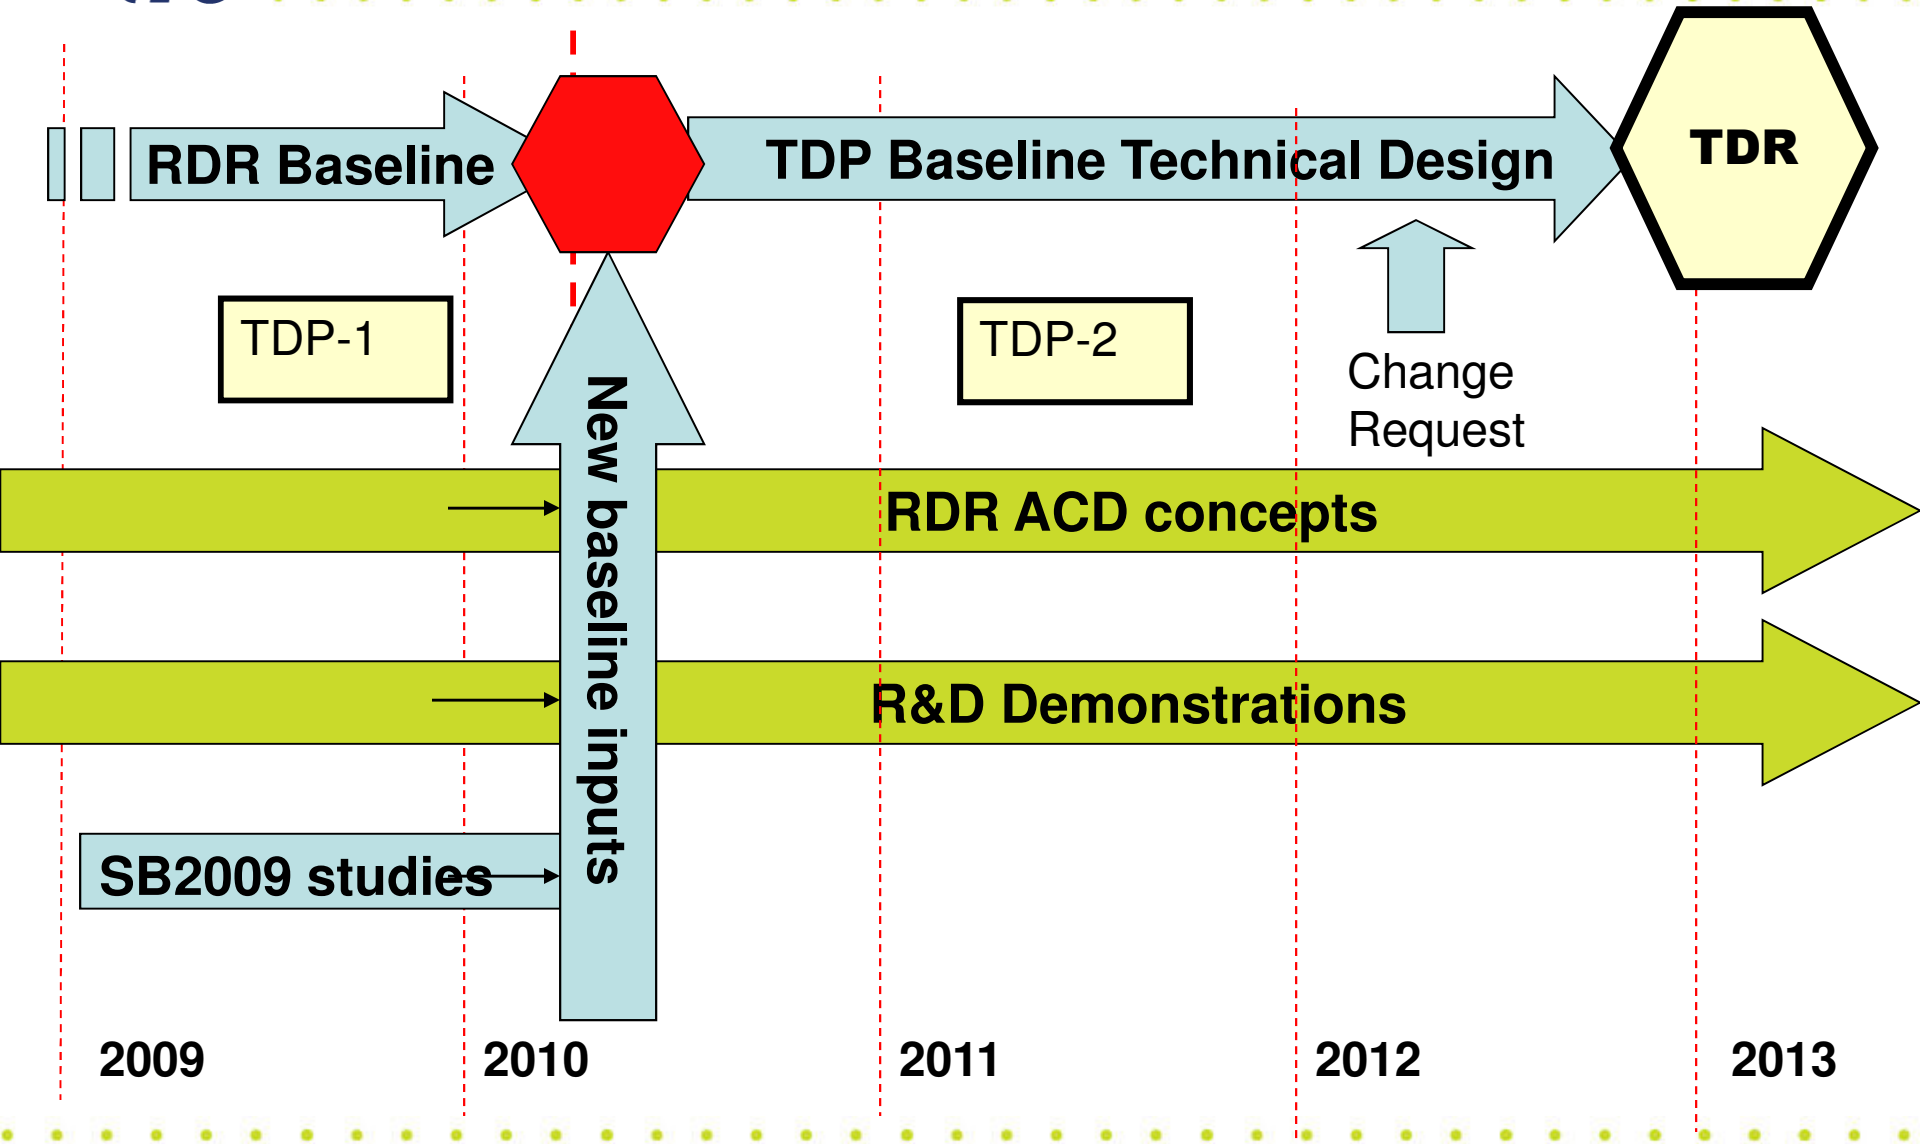 RDR Baseline
TDP Baseline Technical Design
TDR
TDP-1
TDP-2
Change
Request
New baseline inputs
RDR ACD concepts
R&D Demonstrations
SB2009 studies
2009
2010
2011
2012
2013